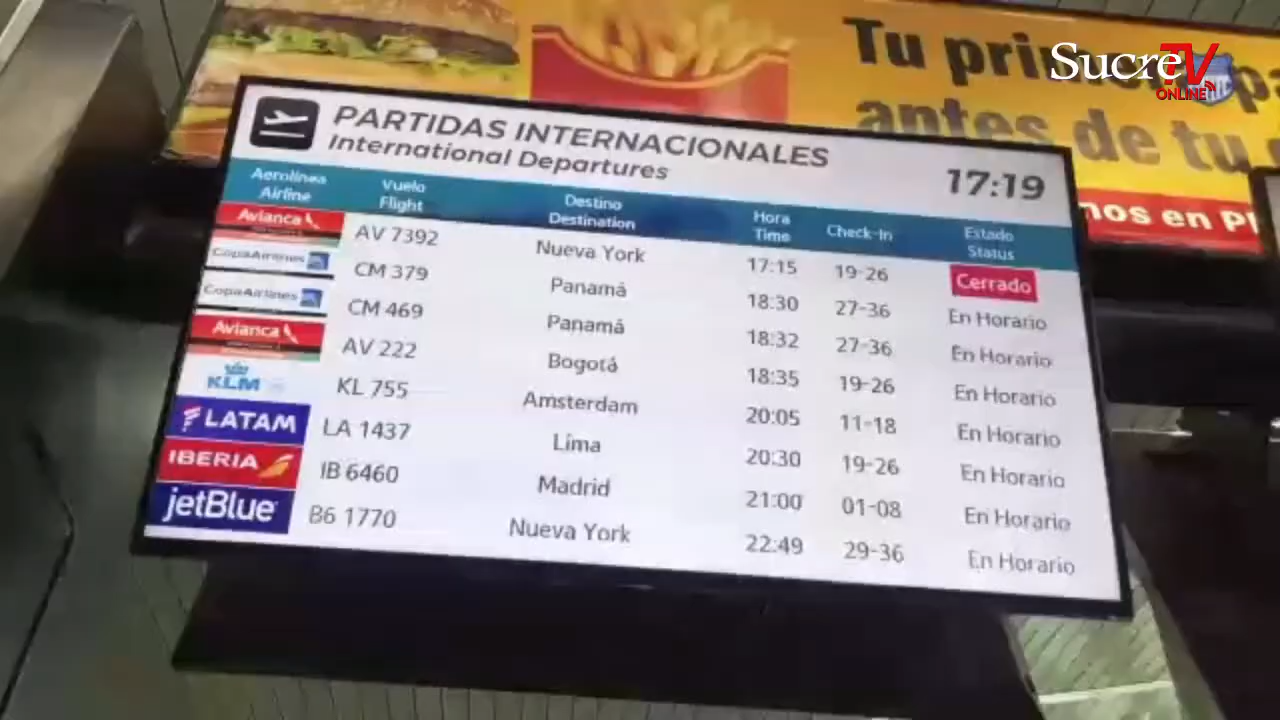 Tu prim
antes de tu
nos en P
Sucre TV
ONLINE
PARTIDAS INTERNACIONALES
International Departures
17:19
Aerolínea Vuelo Destino Hora Check-In Estado
Airline Flight Destination Time Status
Avianca AV 7392 Nueva York 17:15 19-26 Cerrado
CopaAirlines CM 379 Panamá 18:30 27-36 En Horario
CopaAirlines CM 469 Panamá 18:32 27-36 En Horario
Avianca AV 222 Bogotá 18:35 19-26 En Horario
KLM KL 755 Amsterdam 20:05 11-18 En Horario
LATAM LA 1437 Lima 20:30 19-26 En Horario
IBERIA IB 6460 Madrid 21:00 01-08 En Horario
jetBlue B6 1770 Nueva York 22:49 29-36 En Horario